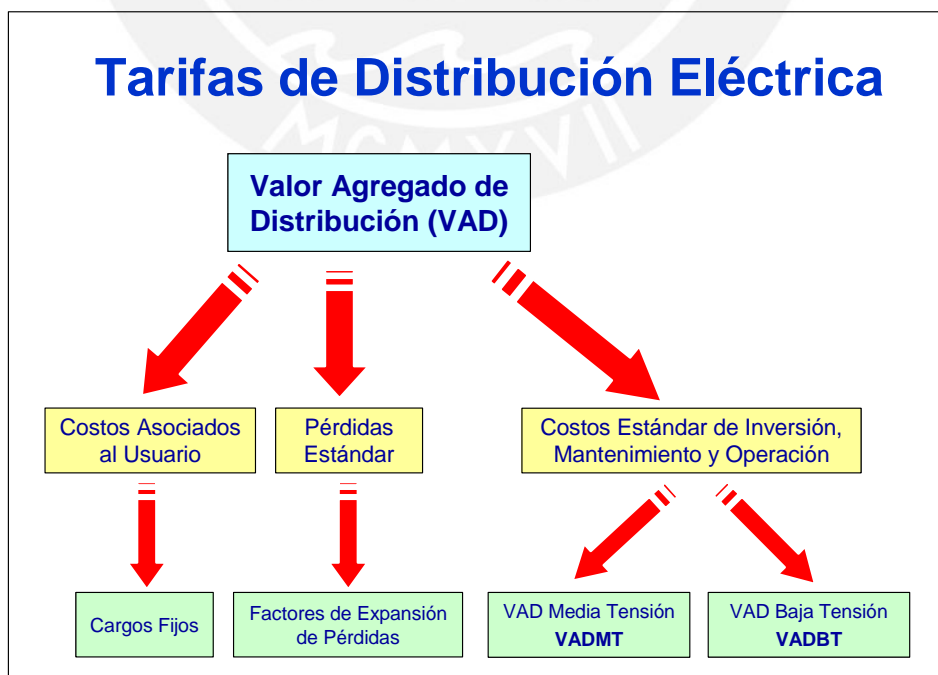 Tarifas de Distribución Eléctrica
MCMXVII
Valor Agregado de
Distribución (VAD)
Costos Asociados
al Usuario
Pérdidas
Estándar
Costos Estándar de Inversión,
Mantenimiento y Operación
Cargos Fijos
Factores de Expansión
de Pérdidas
VAD Media Tensión
VADMT
VAD Baja Tensión
VADBT